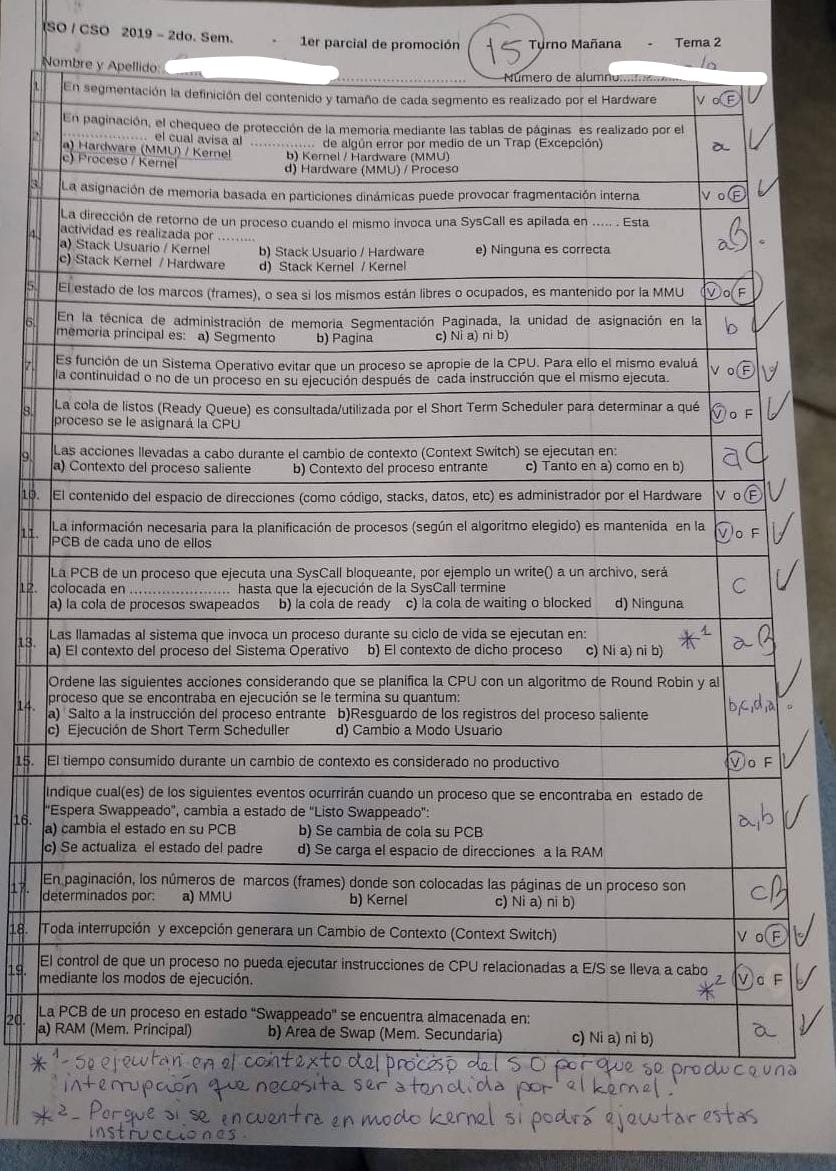 ISO / CSO 2019 – 2do. Sem. - 1er parcial de promoción 15 Turno Mañana - Tema 2
Nombre y Apellido: Número de alumno:
1. En segmentación la definición del contenido y tamaño de cada segmento es realizado por el Hardware V o F
2. En paginación, el chequeo de protección de la memoria mediante las tablas de páginas es realizado por el
..................... el cual avisa al ............... de algún error por medio de un Trap (Excepción) a
a) Hardware (MMU) / Kernel b) Kernel / Hardware (MMU)
c) Proceso / Kernel d) Hardware (MMU) / Proceso
3. La asignación de memoria basada en particiones dinámicas puede provocar fragmentación interna V o F
La dirección de retorno de un proceso cuando el mismo invoca una SysCall es apilada en ...... . Esta
4. actividad es realizada por ......... a B
a) Stack Usuario / Kernel b) Stack Usuario / Hardware e) Ninguna es correcta
c) Stack Kernel / Hardware d) Stack Kernel / Kernel
5. El estado de los marcos (frames), o sea si los mismos están libres o ocupados, es mantenido por la MMU V o F
6. En la técnica de administración de memoria Segmentación Paginada, la unidad de asignación en la b
memoria principal es: a) Segmento b) Pagina c) Ni a) ni b)
7. Es función de un Sistema Operativo evitar que un proceso se apropie de la CPU. Para ello el mismo evaluá V o F
la continuidad o no de un proceso en su ejecución después de cada instrucción que el mismo ejecuta.
8. La cola de listos (Ready Queue) es consultada/utilizada por el Short Term Scheduler para determinar a qué V o F
proceso se le asignará la CPU
9. Las acciones llevadas a cabo durante el cambio de contexto (Context Switch) se ejecutan en: a C
a) Contexto del proceso saliente b) Contexto del proceso entrante c) Tanto en a) como en b)
10. El contenido del espacio de direcciones (como código, stacks, datos, etc) es administrador por el Hardware V o F
11. La información necesaria para la planificación de procesos (según el algoritmo elegido) es mantenida en la V o F
PCB de cada uno de ellos
La PCB de un proceso que ejecuta una SysCall bloqueante, por ejemplo un write() a un archivo, será
12. colocada en ...................... hasta que la ejecución de la SysCall termine c
a) la cola de procesos swapeados b) la cola de ready c) la cola de waiting o blocked d) Ninguna
13. Las llamadas al sistema que invoca un proceso durante su ciclo de vida se ejecutan en: *1 a B
a) El contexto del proceso del Sistema Operativo b) El contexto de dicho proceso c) Ni a) ni b)
Ordene las siguientes acciones considerando que se planifica la CPU con un algoritmo de Round Robin y al
14. proceso que se encontraba en ejecución se le termina su quantum: b,c,d,a
a) Salto a la instrucción del proceso entrante b)Resguardo de los registros del proceso saliente
c) Ejecución de Short Term Scheduller d) Cambio a Modo Usuario
15. El tiempo consumido durante un cambio de contexto es considerado no productivo V o F
Indique cual(es) de los siguientes eventos ocurrirán cuando un proceso que se encontraba en estado de
16. "Espera Swappeado", cambia a estado de "Listo Swappeado": a,b
a) cambia el estado en su PCB b) Se cambia de cola su PCB
c) Se actualiza el estado del padre d) Se carga el espacio de direcciones a la RAM
17. En paginación, los números de marcos (frames) donde son colocadas las páginas de un proceso son c B
determinados por: a) MMU b) Kernel c) Ni a) ni b)
18. Toda interrupción y excepción generara un Cambio de Contexto (Context Switch) V o F
19. El control de que un proceso no pueda ejecutar instrucciones de CPU relacionadas a E/S se lleva a cabo V o F
mediante los modos de ejecución. *2
20. La PCB de un proceso en estado "Swappeado" se encuentra almacenada en: a
a) RAM (Mem. Principal) b) Area de Swap (Mem. Secundaria) c) Ni a) ni b)
*1- Se ejecutan en el contexto del proceso del SO porque se produce una
interrupción que necesita ser atendida por el kernel.
*2- Porque si se encuentra en modo kernel si podrá ejecutar estas
instrucciones.